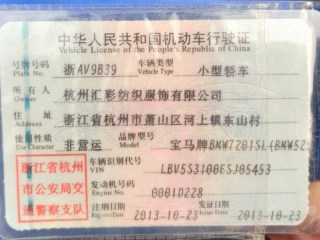 中华人民共和国机动车行驶证
Vehicle License of the People's Republic of China
号牌号码 浙AV9B39 车辆类型 小型轿车
Plate No. Vehicle Type
所有人 杭州汇彩纺织服饰有限公司
Owner
住址 浙江省杭州市萧山区河上镇东山村
Address
使用性质 非营运 品牌型号 宝马牌BMW7201SL(BMW52
Use Character Model
浙江省杭州 车辆识别代号 LBV5S3100ESJ05453
VIN
市公安局交 发动机号码 0001D228
Engine No.
通警察支队 注册日期 2013-10-23 发证日期 2013-10-23
Register Date Issue Date